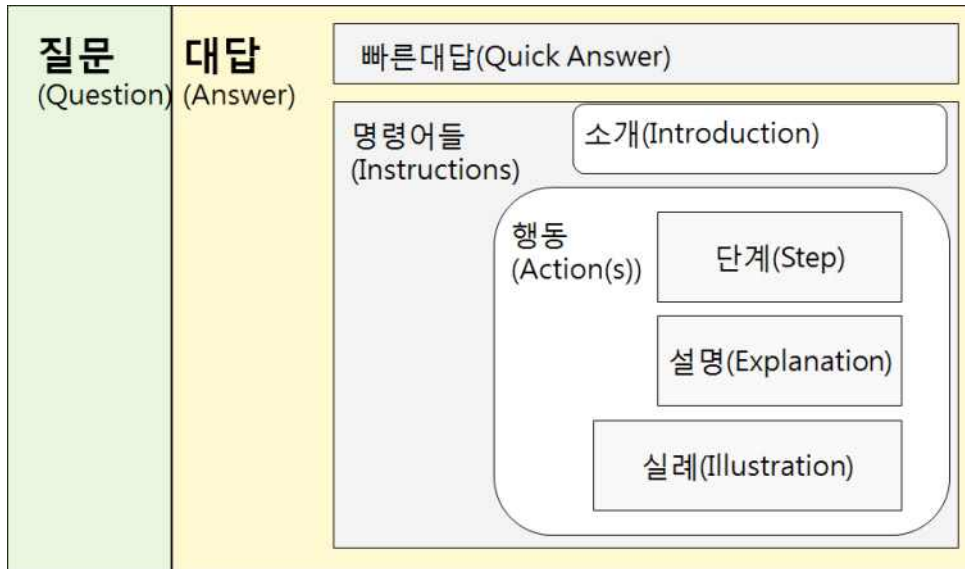 질문
(Question)
대답
(Answer)
빠른대답(Quick Answer)
명령어들
(Instructions)
소개(Introduction)
행동
(Action(s))
단계(Step)
설명(Explanation)
실례(Illustration)